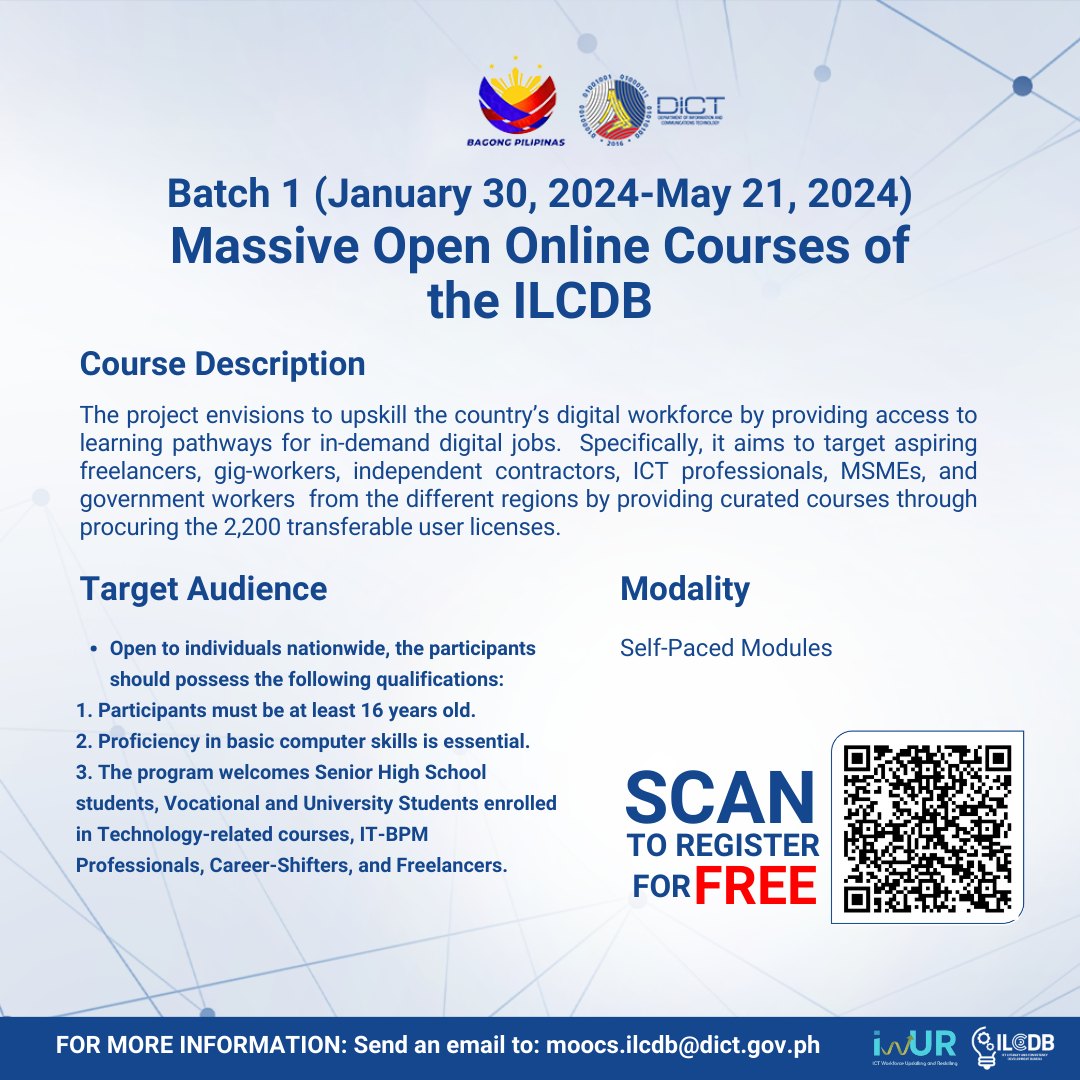 BAGONG PILIPINAS
DICT
DEPARTMENT OF INFORMATION AND
COMMUNICATIONS TECHNOLOGY
2016
Batch 1 (January 30, 2024-May 21, 2024)
Massive Open Online Courses of
the ILCDB
Course Description
The project envisions to upskill the country’s digital workforce by providing access to
learning pathways for in-demand digital jobs.  Specifically, it aims to target aspiring
freelancers, gig-workers, independent contractors, ICT professionals, MSMEs, and
government workers  from the different regions by providing curated courses through
procuring the 2,200 transferable user licenses.
Target Audience
• Open to individuals nationwide, the participants
should possess the following qualifications:
1. Participants must be at least 16 years old.
2. Proficiency in basic computer skills is essential.
3. The program welcomes Senior High School
students, Vocational and University Students enrolled
in Technology-related courses, IT-BPM
Professionals, Career-Shifters, and Freelancers.
Modality
Self-Paced Modules
SCAN
TO REGISTER
FOR FREE
FOR MORE INFORMATION: Send an email to: moocs.ilcdb@dict.gov.ph
iWUR
ICT Workforce Upskilling and Reskilling
ILCDB
ICT LITERACY AND COMPETENCY
DEVELOPMENT BUREAU